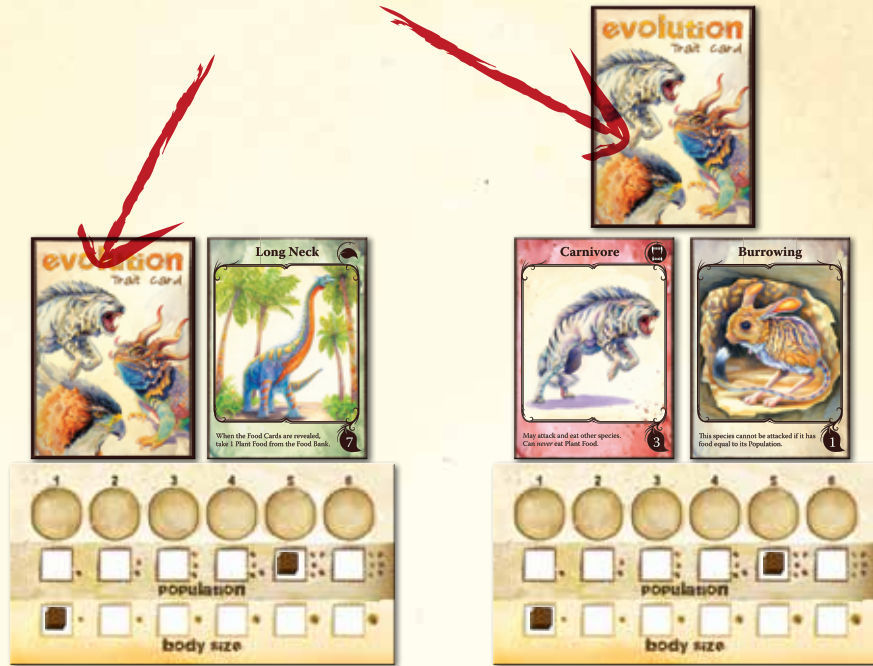 evolution
Trait Card
evolution
Trait Card
Long Neck
When the Food Cards are revealed,
take 1 Plant Food from the Food Bank.
7
Carnivore
May attack and eat other species.
Can never eat Plant Food.
3
Burrowing
This species cannot be attacked if it has
food equal to its Population.
1
1 2 3 4 5 6
population
body size
1 2 3 4 5 6
population
body size